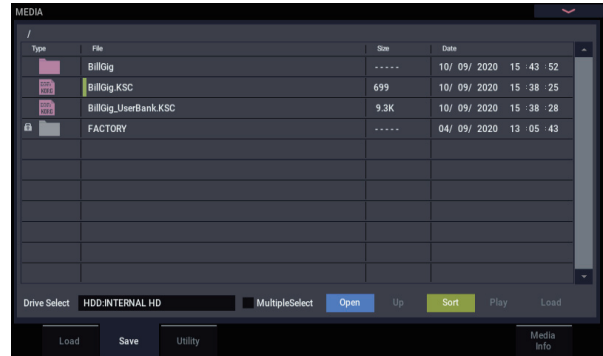 MEDIA
/
Type File Size Date
BillGig ----- 10/ 09/ 2020 15 :43 :52
BillGig.KSC 699 10/ 09/ 2020 15 :38 :25
BillGig_UserBank.KSC 9.3K 10/ 09/ 2020 15 :38 :28
FACTORY ----- 04/ 09/ 2020 13 :05 :43
Drive Select HDD:INTERNAL HD MultipleSelect Open Up Sort Play Load
Load Save Utility Media Info